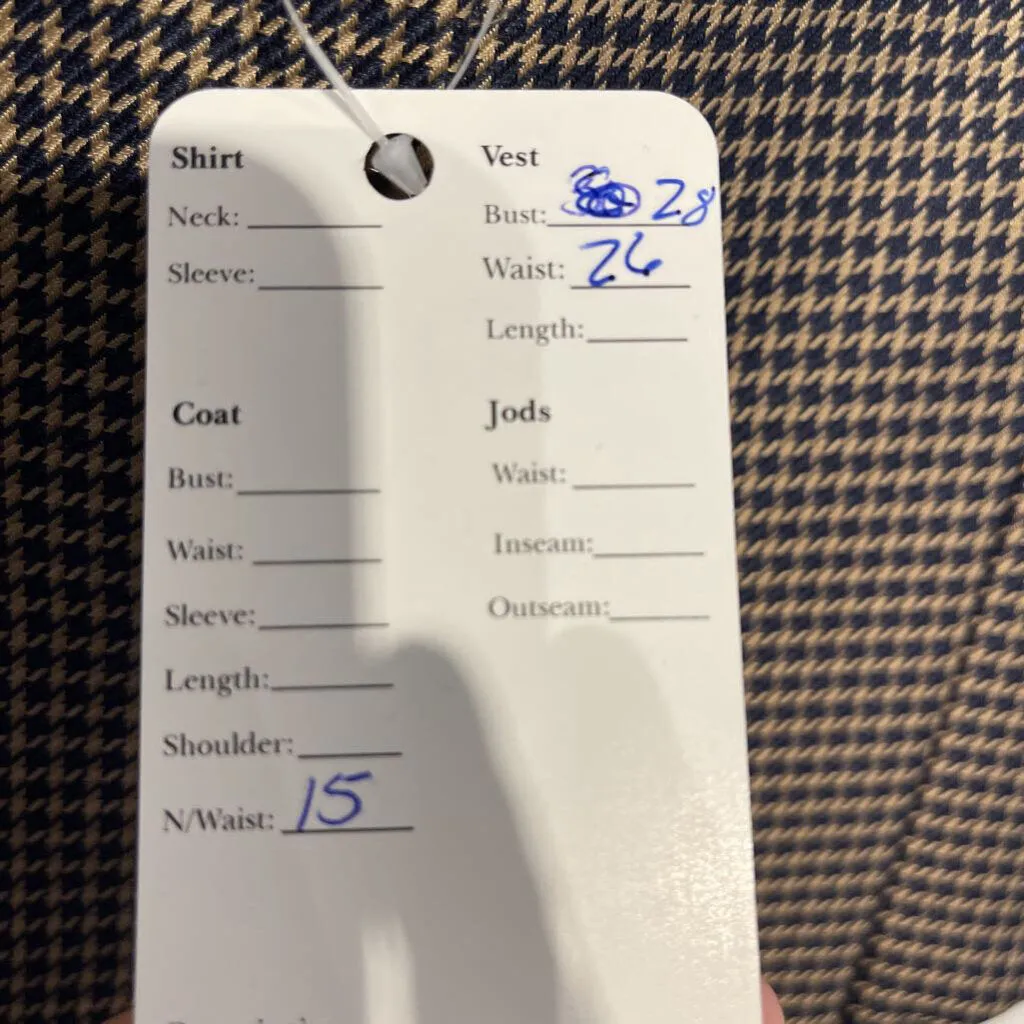 Shirt
Neck:
Sleeve:
Vest
Bust: 28
Waist: 26
Length:
Coat
Bust:
Waist:
Sleeve:
Length:
Shoulder:
N/Waist: 15
Jods
Waist:
Inseam:
Outseam: